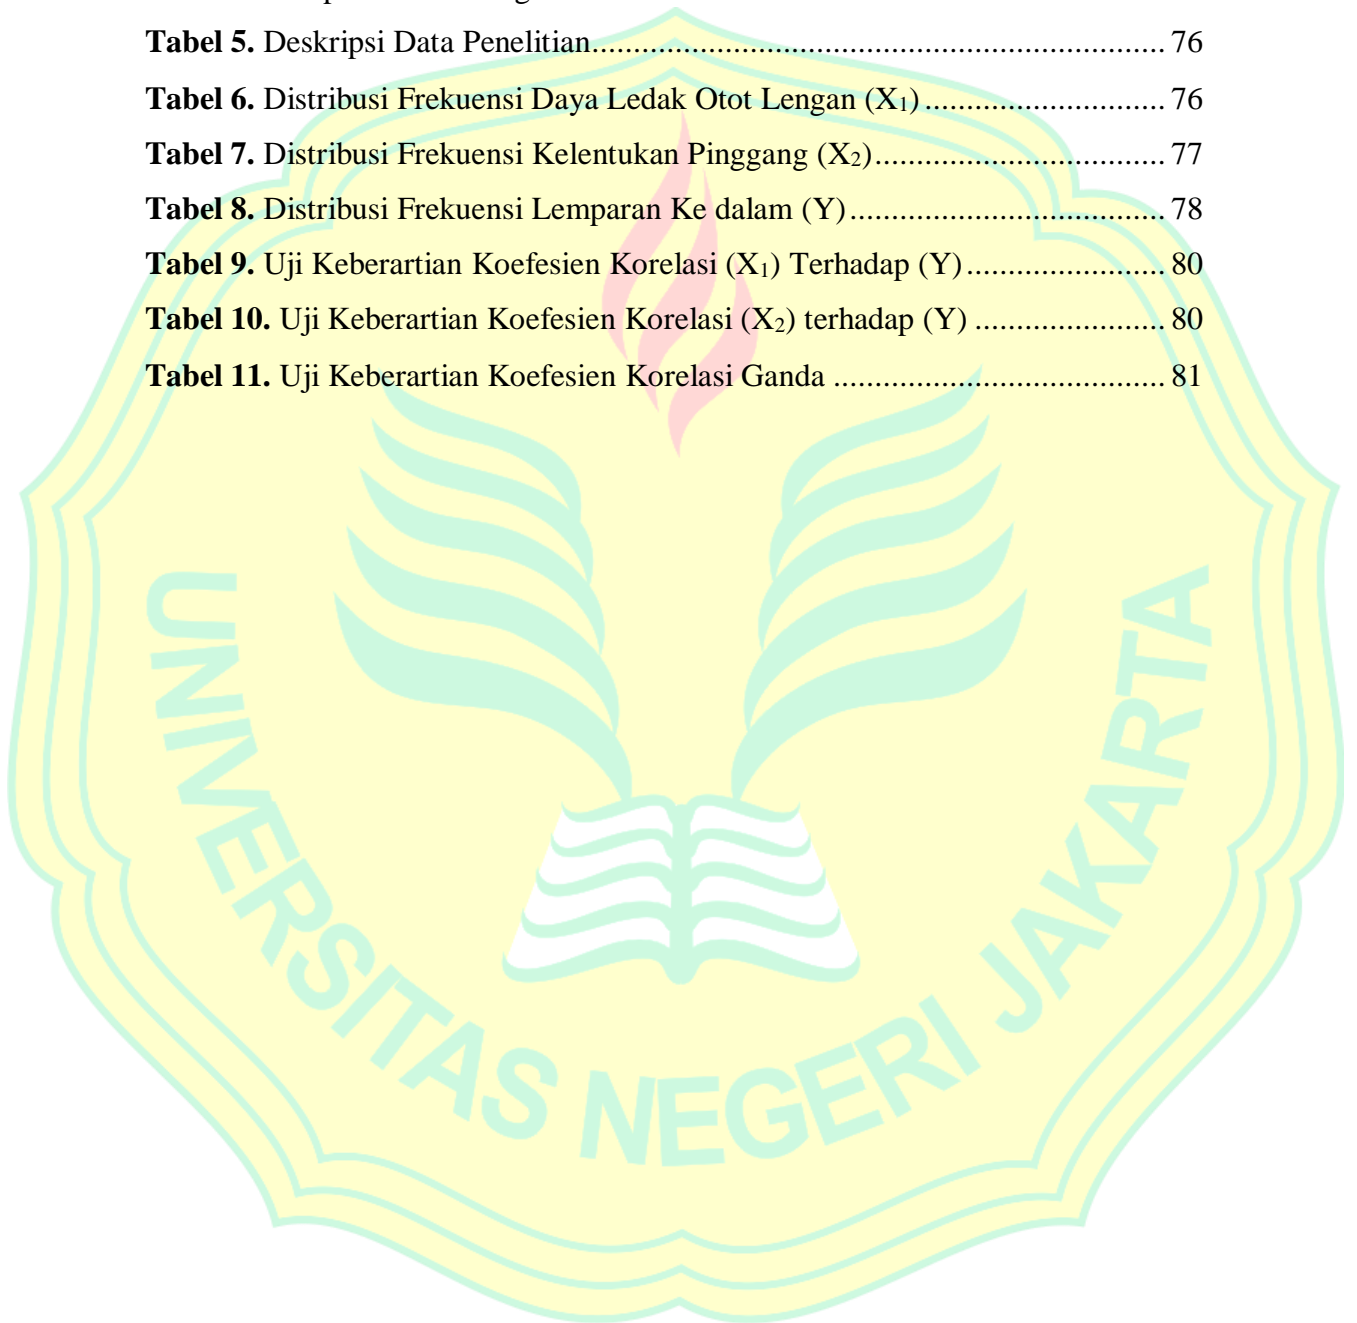 Tabel 5. Deskripsi Data Penelitian........................................................................ 76
Tabel 6. Distribusi Frekuensi Daya Ledak Otot Lengan (X₁)............................. 76
Tabel 7. Distribusi Frekuensi Kelentukan Pinggang (X₂)................................... 77
Tabel 8. Distribusi Frekuensi Lemparan Ke dalam (Y)...................................... 78
Tabel 9. Uji Keberartian Koefesien Korelasi (X₁) Terhadap (Y)........................ 80
Tabel 10. Uji Keberartian Koefesien Korelasi (X₂) terhadap (Y) ....................... 80
Tabel 11. Uji Keberartian Koefesien Korelasi Ganda ........................................ 81
UNIVERSITAS NEGERI JAKARTA